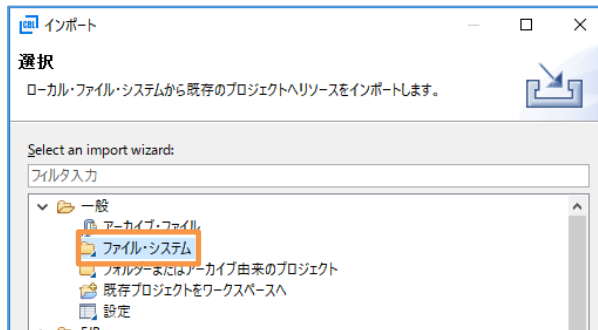 CBL インポート
選択
ローカル・ファイル・システムから既存のプロジェクトへリソースをインポートします。
Select an import wizard:
フィルタ入力
一般
アーカイブ・ファイル
ファイル・システム
フォルダーまたはアーカイブ由来のプロジェクト
既存プロジェクトをワークスペースへ
設定
EJB